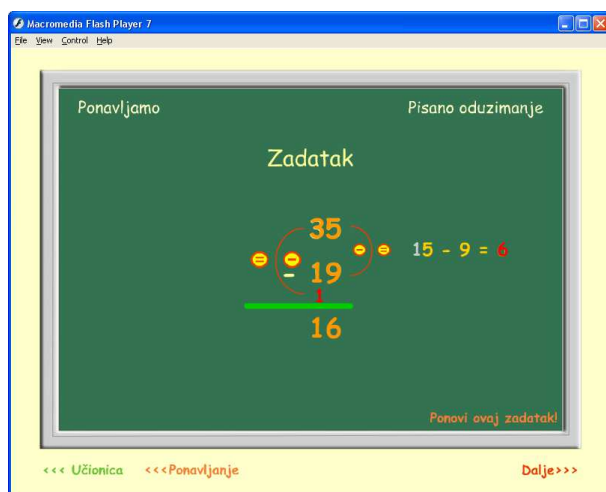 Macromedia Flash Player 7
File View Control Help
Ponavljamo
Pisano oduzimanje
Zadatak
35
- =
= -
15 - 9 = 6
- 19
1
16
Ponovi ovaj zadatak!
<<< Učionica
<<<Ponavljanje
Dalje>>>